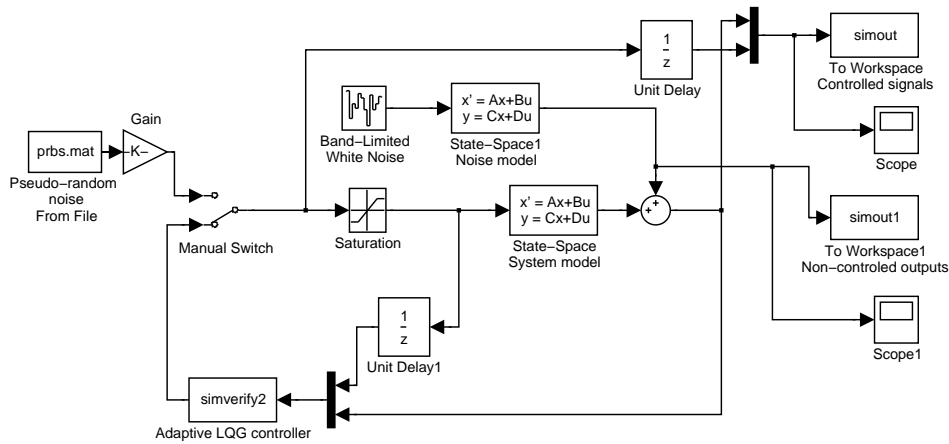 simout
To Workspace
Controlled signals
1
z
Unit Delay
Band−Limited
White Noise
x' = Ax+Bu
y = Cx+Du
State−Space1
Noise model
Scope
Gain
prbs.mat
−K−
Pseudo−random
noise
From File
Manual Switch
Saturation
x' = Ax+Bu
y = Cx+Du
State−Space
System model
+
+
simout1
To Workspace1
Non−controled outputs
1
z
Unit Delay1
Scope1
simverify2
Adaptive LQG controller